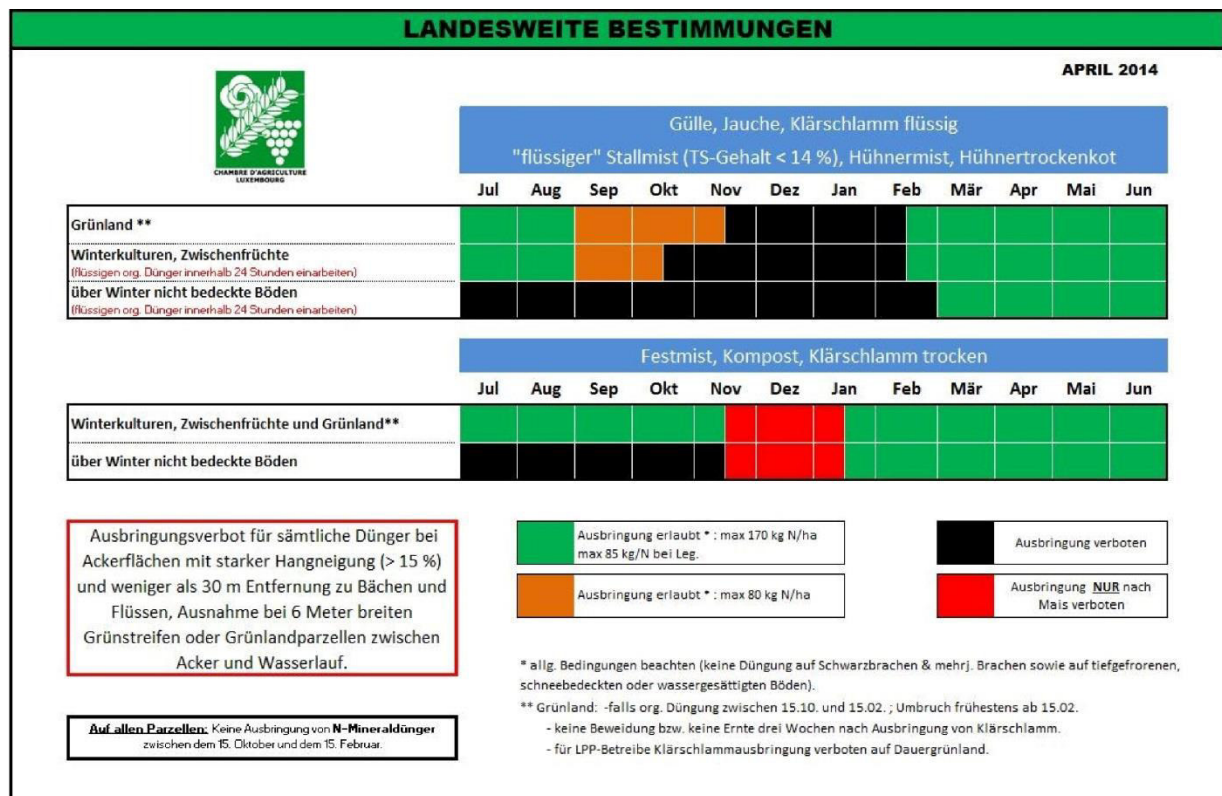 LANDESWEITE BESTIMMUNGEN
APRIL 2014
CHAMBRE D'AGRICULTURE
LUXEMBOURG
Gülle, Jauche, Klärschlamm flüssig
"flüssiger" Stallmist (TS-Gehalt < 14 %), Hühnermist, Hühnertrockenkot
Jul Aug Sep Okt Nov Dez Jan Feb Mär Apr Mai Jun
Grünland **
Winterkulturen, Zwischenfrüchte
(flüssigen org. Dünger innerhalb 24 Stunden einarbeiten)
über Winter nicht bedeckte Böden
(flüssigen org. Dünger innerhalb 24 Stunden einarbeiten)
Festmist, Kompost, Klärschlamm trocken
Jul Aug Sep Okt Nov Dez Jan Feb Mär Apr Mai Jun
Winterkulturen, Zwischenfrüchte und Grünland**
über Winter nicht bedeckte Böden
Ausbringungsverbot für sämtliche Dünger bei
Ackerflächen mit starker Hangneigung (> 15 %)
und weniger als 30 m Entfernung zu Bächen und
Flüssen, Ausnahme bei 6 Meter breiten
Grünstreifen oder Grünlandparzellen zwischen
Acker und Wasserlauf.
Auf allen Parzellen: Keine Ausbringung von N-Mineraldünger
zwischen dem 15. Oktober und dem 15. Februar.
Ausbringung erlaubt * : max 170 kg N/ha
max 85 kg/N bei Leg.
Ausbringung erlaubt * : max 80 kg N/ha
Ausbringung verboten
Ausbringung NUR nach
Mais verboten
* allg. Bedingungen beachten (keine Düngung auf Schwarzbrachen & mehrj. Brachen sowie auf tiefgefrorenen,
schneebedeckten oder wassergesättigten Böden).
** Grünland: -falls org. Düngung zwischen 15.10. und 15.02. ; Umbruch frühestens ab 15.02.
- keine Beweidung bzw. keine Ernte drei Wochen nach Ausbringung von Klärschlamm.
- für LPP-Betreibe Klärschlammausbringung verboten auf Dauergrünland.